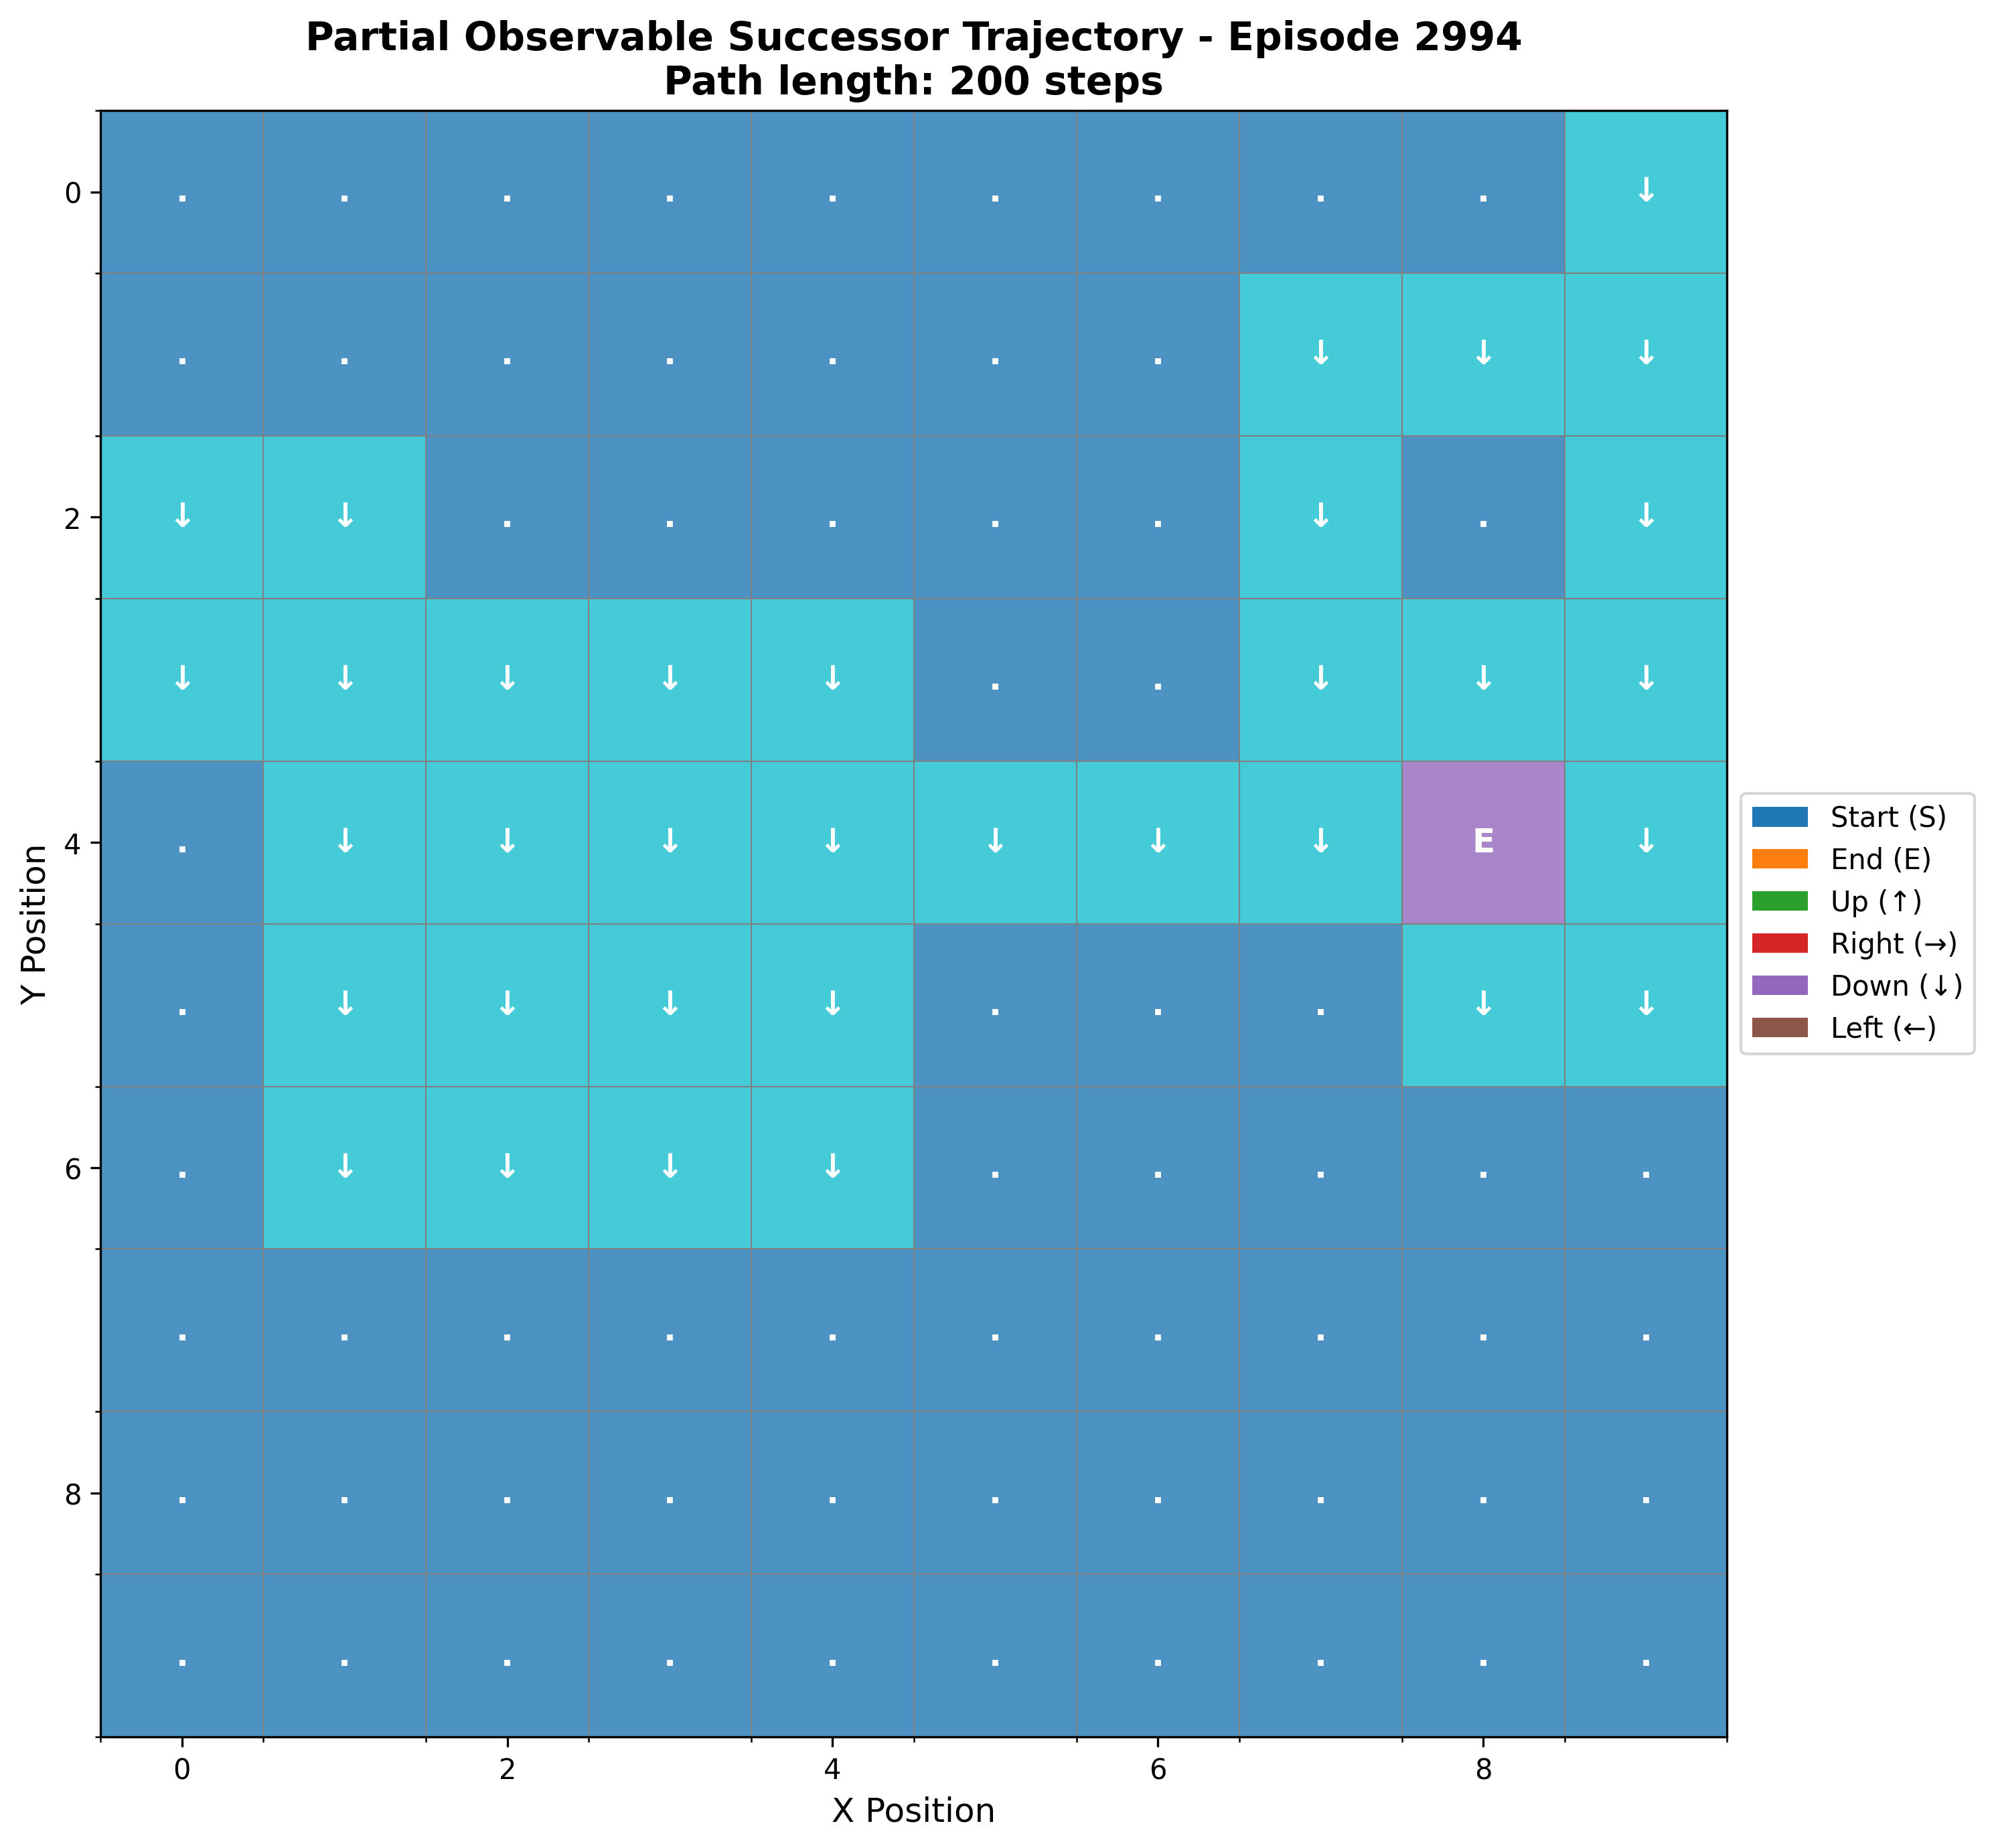 Partial Observable Successor Trajectory - Episode 2994
Path length: 200 steps
0 . . . . . . . . . ↓
. . . . . . . ↓ ↓ ↓
2 ↓ ↓ . . . . . ↓ . ↓
↓ ↓ ↓ ↓ ↓ . . ↓ ↓ ↓
4 . ↓ ↓ ↓ ↓ ↓ ↓ ↓ E ↓
. ↓ ↓ ↓ ↓ . . . ↓ ↓
6 . ↓ ↓ ↓ ↓ . . . . .
. . . . . . . . . .
8 . . . . . . . . . .
. . . . . . . . . .
0 2 4 6 8
X Position
Y Position
Start (S)
End (E)
Up (↑)
Right (→)
Down (↓)
Left (←)